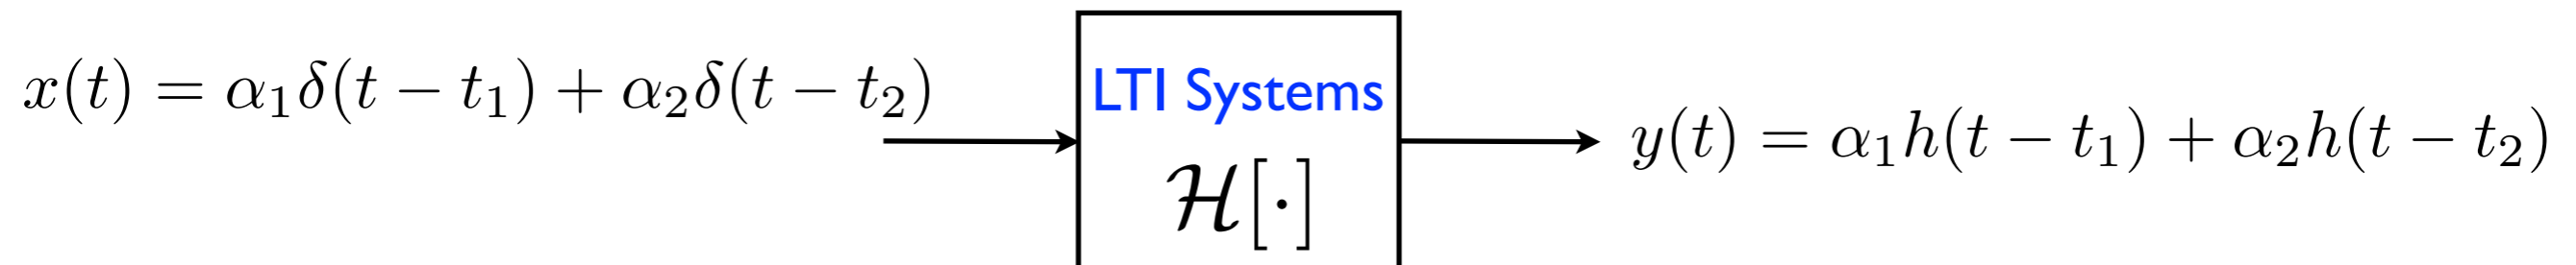 x(t) = α₁δ(t − t₁) + α₂δ(t − t₂)
LTI Systems
ℋ[·]
y(t) = α₁h(t − t₁) + α₂h(t − t₂)